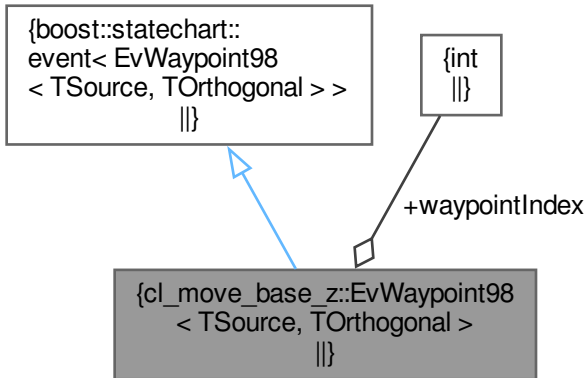 {boost::statechart::
event< EvWaypoint98
< TSource, TOrthogonal > >
||}
{int
||}
+waypointIndex
{cl_move_base_z::EvWaypoint98
< TSource, TOrthogonal >
||}